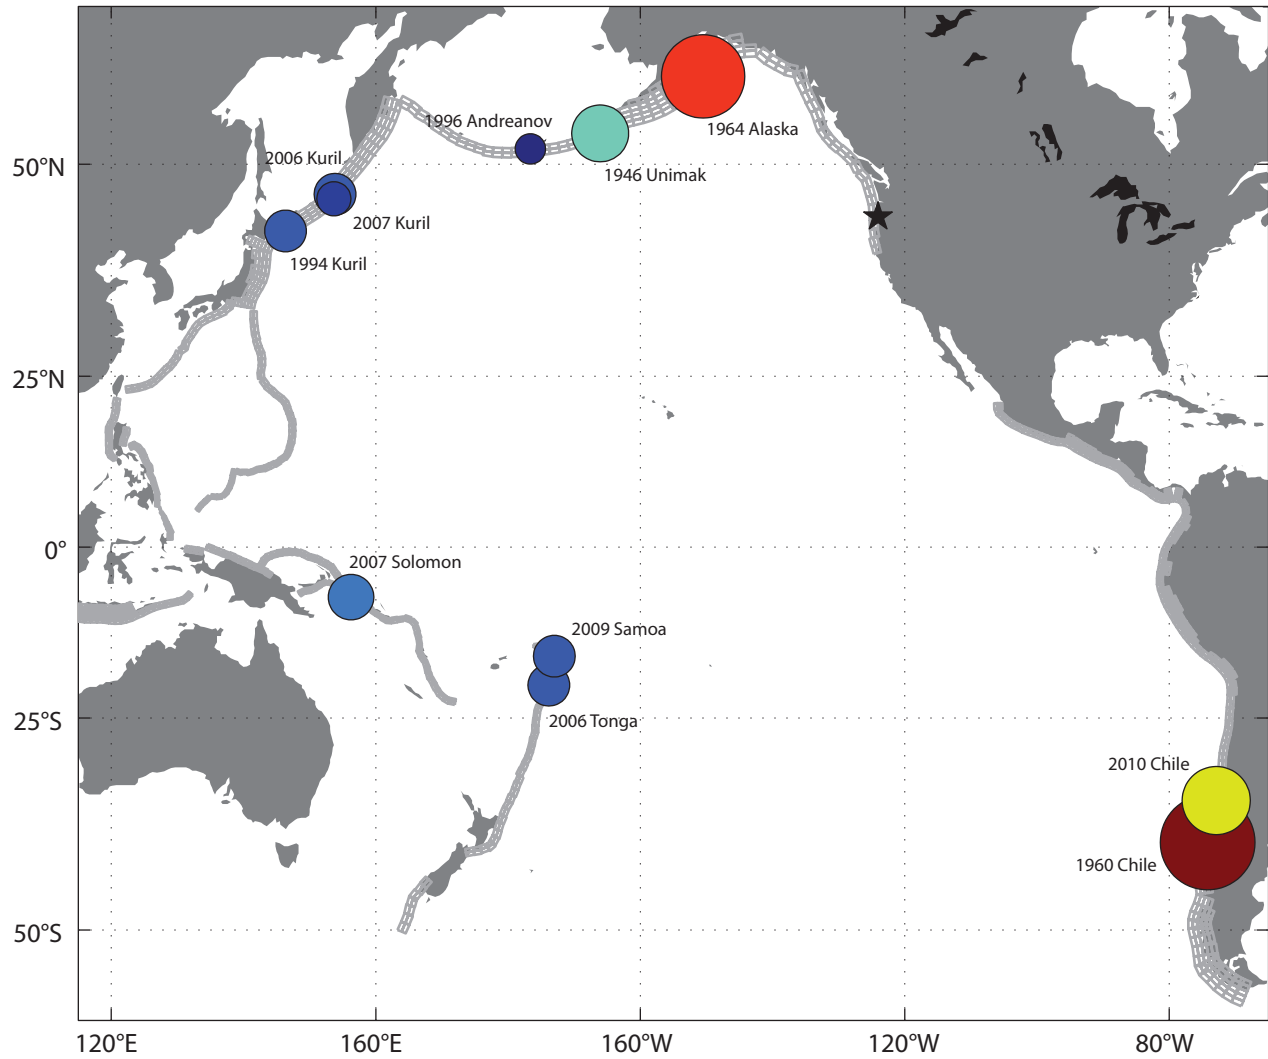 1964 Alaska
1996 Andreanov
2006 Kuril
50°N
1946 Unimak
2007 Kuril
1994 Kuril
25°N
0°
2007 Solomon
2009 Samoa
25°S
2006 Tonga
2010 Chile
1960 Chile
50°S
120°E
160°E
160°W
120°W
80°W